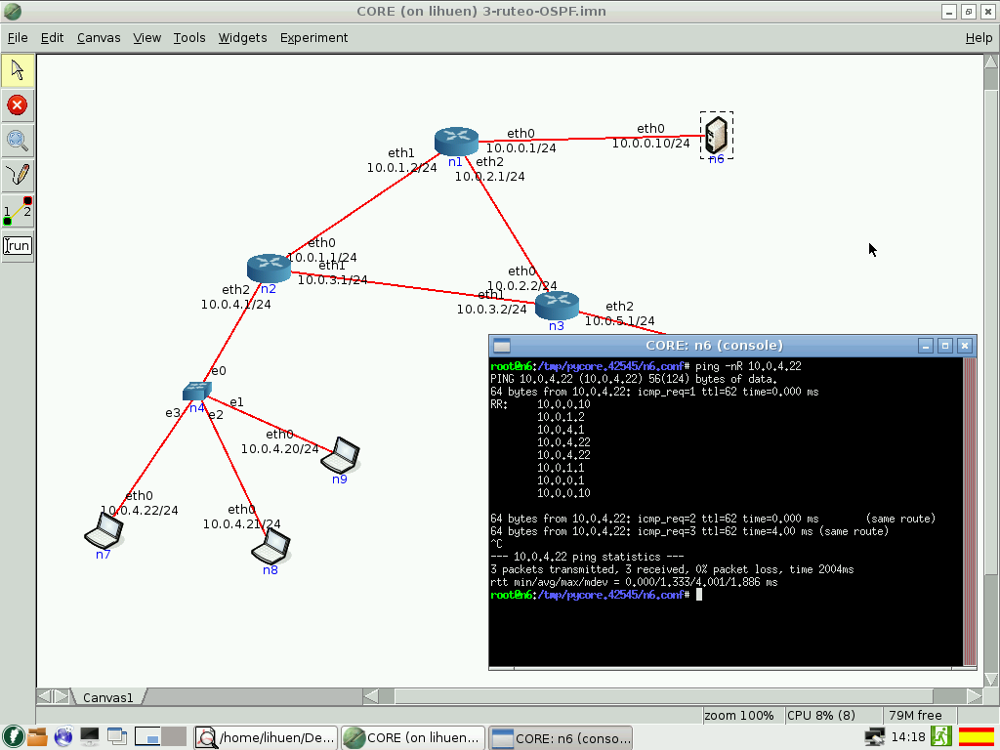 CORE (on lihuen) 3-ruteo-OSPF.imn
File Edit Canvas View Tools Widgets Experiment Help
eth0
10.0.0.1/24
eth0
10.0.0.10/24
n6
n1
eth1
10.0.1.2/24
eth2
10.0.2.1/24
1 2
run
eth0
10.0.1.1/24
eth1
10.0.3.1/24
n2
eth2
10.0.4.1/24
eth0
10.0.2.2/24
eth1
10.0.3.2/24
n3
eth2
10.0.5.1/24
e0
n4
e1
e2
e3
eth0
10.0.4.20/24
n9
eth0
10.0.4.22/24
n7
eth0
10.0.4.21/24
n8
CORE: n6 (console)
root@n6:/tmp/pycore.42545/n6.conf# ping -nR 10.0.4.22
PING 10.0.4.22 (10.0.4.22) 56(124) bytes of data.
64 bytes from 10.0.4.22: icmp_req=1 ttl=62 time=0.000 ms
RR: 10.0.0.10
10.0.1.2
10.0.4.1
10.0.4.22
10.0.4.22
10.0.1.1
10.0.0.1
10.0.0.10
64 bytes from 10.0.4.22: icmp_req=2 ttl=62 time=0.000 ms (same route)
64 bytes from 10.0.4.22: icmp_req=3 ttl=62 time=4.00 ms (same route)
^C
--- 10.0.4.22 ping statistics ---
3 packets transmitted, 3 received, 0% packet loss, time 2004ms
rtt min/avg/max/mdev = 0.000/1.333/4.001/1.886 ms
root@n6:/tmp/pycore.42545/n6.conf#
Canvas1
zoom 100% CPU 8% (8) 79M free
/home/lihuen/De... CORE (on lihuen... CORE: n6 (conso... 14:18